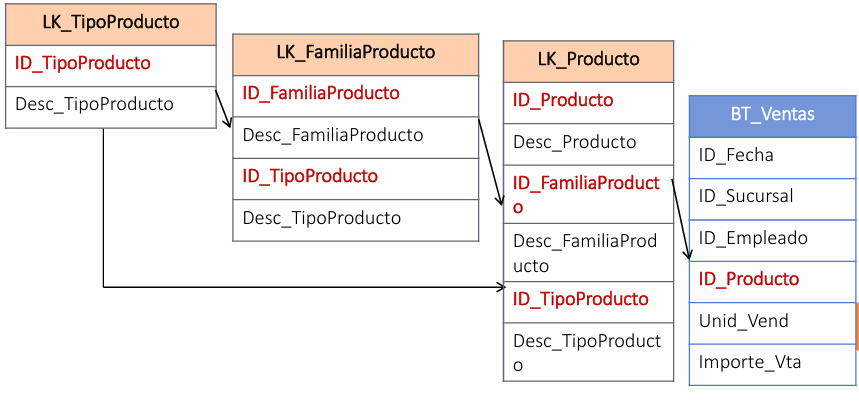 LK_TipoProducto
ID_TipoProducto
Desc_TipoProducto
LK_FamiliaProducto
ID_FamiliaProducto
Desc_FamiliaProducto
ID_TipoProducto
Desc_TipoProducto
LK_Producto
ID_Producto
Desc_Producto
ID_FamiliaProduct
o
Desc_FamiliaProd
ucto
ID_TipoProducto
Desc_TipoProduct
o
BT_Ventas
ID_Fecha
ID_Sucursal
ID_Empleado
ID_Producto
Unid_Vend
Importe_Vta